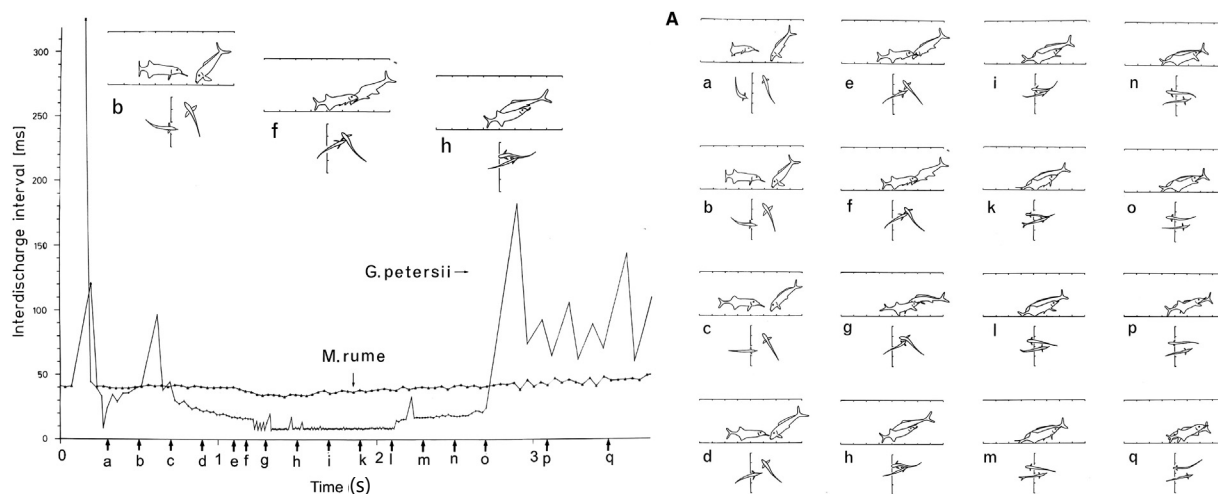 Interdischarge interval [ms]
300
250
200
150
100
50
0
b
f
h
G.petersii →
M.rume
0 a b c d 1 e f g h i k 2 l m n o 3 p q
Time (s)
A
a e i n
b f k o
c g l p
d h m q